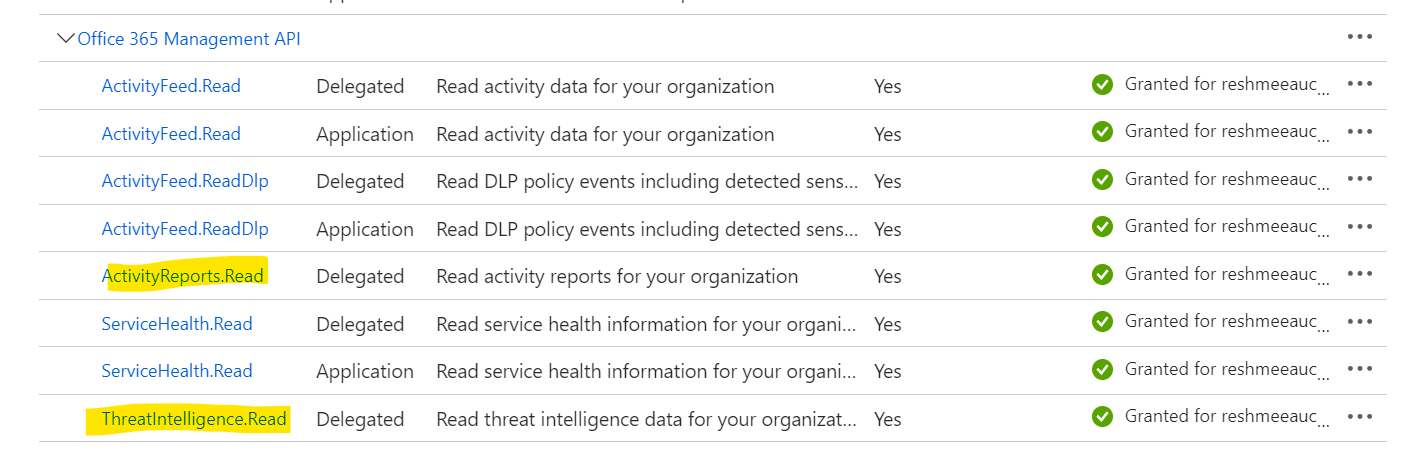 Office 365 Management API •••
ActivityFeed.Read Delegated Read activity data for your organization Yes Granted for reshmeeauc... •••
ActivityFeed.Read Application Read activity data for your organization Yes Granted for reshmeeauc... •••
ActivityFeed.ReadDlp Delegated Read DLP policy events including detected sens... Yes Granted for reshmeeauc... •••
ActivityFeed.ReadDlp Application Read DLP policy events including detected sens... Yes Granted for reshmeeauc... •••
ActivityReports.Read Delegated Read activity reports for your organization Yes Granted for reshmeeauc... •••
ServiceHealth.Read Delegated Read service health information for your organi... Yes Granted for reshmeeauc... •••
ServiceHealth.Read Application Read service health information for your organi... Yes Granted for reshmeeauc... •••
ThreatIntelligence.Read Delegated Read threat intelligence data for your organizat... Yes Granted for reshmeeauc... •••